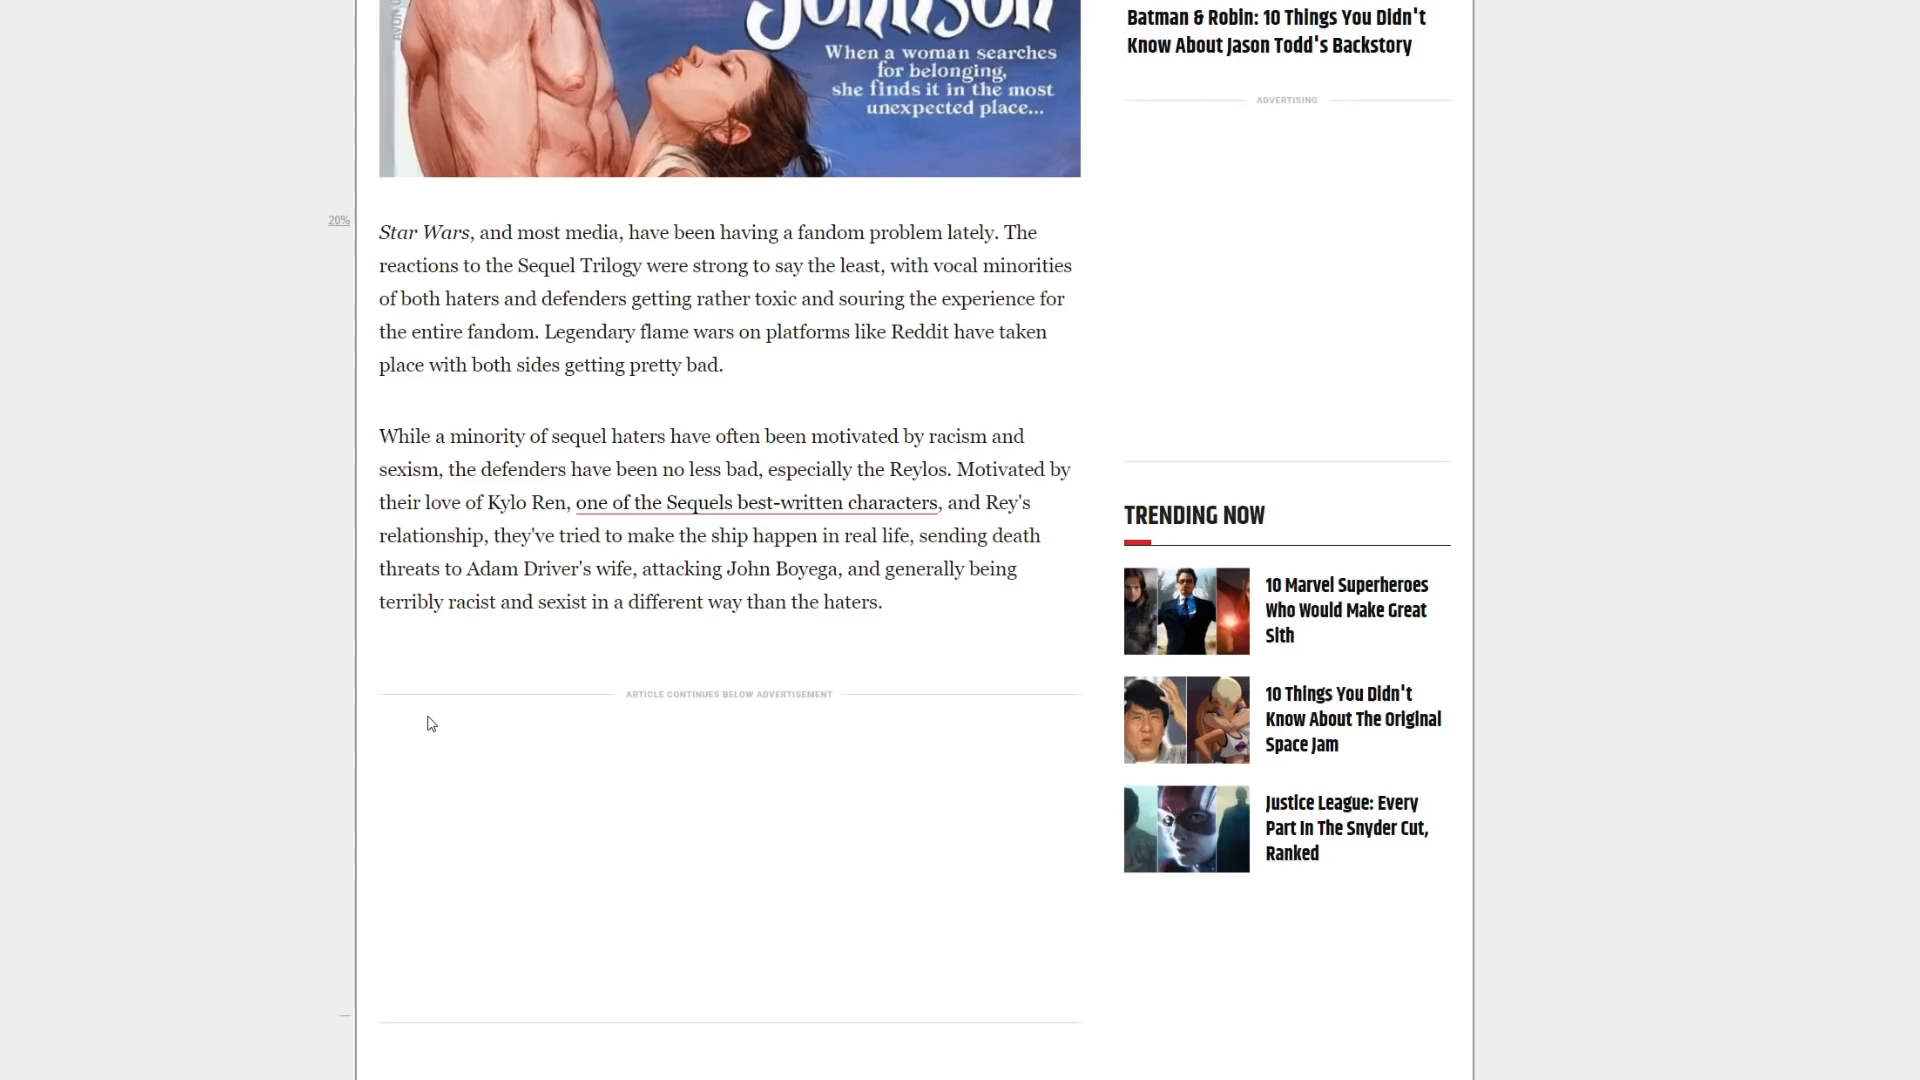 Johnson
When a woman searches
for belonging,
she finds it in the most
unexpected place...
20%
Star Wars, and most media, have been having a fandom problem lately. The
reactions to the Sequel Trilogy were strong to say the least, with vocal minorities
of both haters and defenders getting rather toxic and souring the experience for
the entire fandom. Legendary flame wars on platforms like Reddit have taken
place with both sides getting pretty bad.
While a minority of sequel haters have often been motivated by racism and
sexism, the defenders have been no less bad, especially the Reylos. Motivated by
their love of Kylo Ren, one of the Sequels best-written characters, and Rey's
relationship, they've tried to make the ship happen in real life, sending death
threats to Adam Driver's wife, attacking John Boyega, and generally being
terribly racist and sexist in a different way than the haters.
ARTICLE CONTINUES BELOW ADVERTISEMENT
Batman & Robin: 10 Things You Didn't
Know About Jason Todd's Backstory
ADVERTISING
TRENDING NOW
10 Marvel Superheroes
Who Would Make Great
Sith
10 Things You Didn't
Know About The Original
Space Jam
Justice League: Every
Part In The Snyder Cut,
Ranked